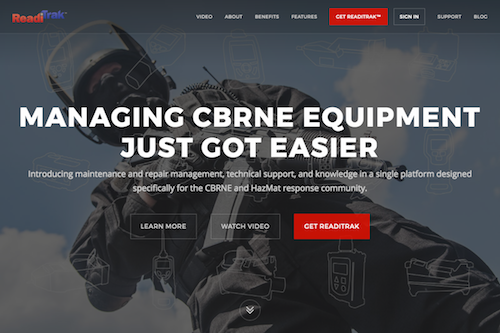 ReadiTrak™
VIDEO ABOUT BENEFITS FEATURES GET READITRAK™ SIGN IN SUPPORT BLOG
MANAGING CBRNE EQUIPMENT
JUST GOT EASIER
Introducing maintenance and repair management, technical support, and knowledge in a single platform designed
specifically for the CBRNE and HazMat response community.
LEARN MORE WATCH VIDEO GET READITRAK